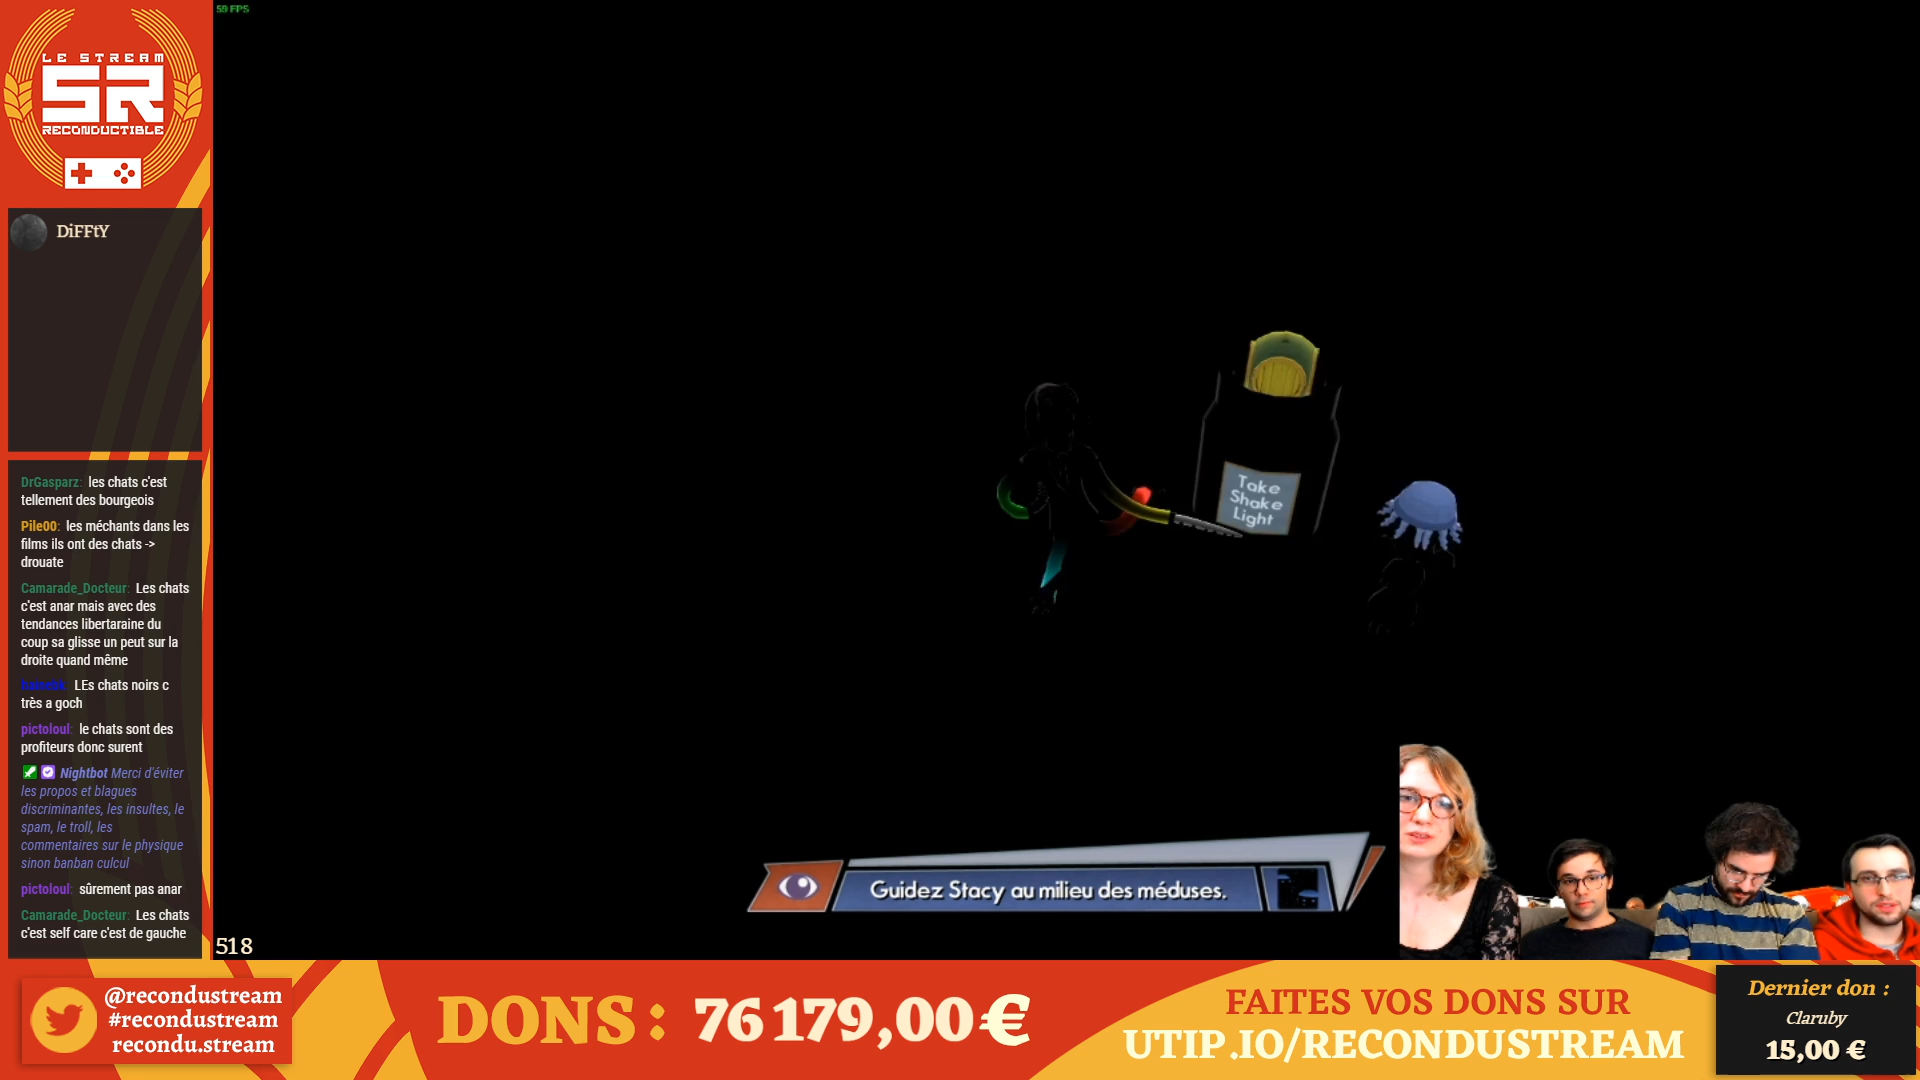 59 FPS
LE STREAM
SR
RECONDUCTIBLE
DiFFtY
DrGasparz: les chats c'est
tellement des bourgeois
Pile00: les méchants dans les
films ils ont des chats ->
drouate
Camarade_Docteur: Les chats
c'est anar mais avec des
tendances libertaraine du
coup sa glisse un peut sur la
droite quand même
LEs chats noirs c
très a goch
pictoloul: le chats sont des
profiteurs donc surent
Nightbot Merci d'éviter
les propos et blagues
discriminantes, les insultes, le
spam, le troll, les
commentaires sur le physique
sinon banban culcul
pictoloul: sûrement pas anar
Camarade_Docteur: Les chats
c'est self care c'est de gauche
Take
Shake
Light
Guidez Stacy au milieu des méduses.
518
@recondustream
#recondustream
recondu.stream
DONS : 76 179,00 €
FAITES VOS DONS SUR
UTIP.IO/RECONDUSTREAM
Dernier don :
Claruby
15,00 €